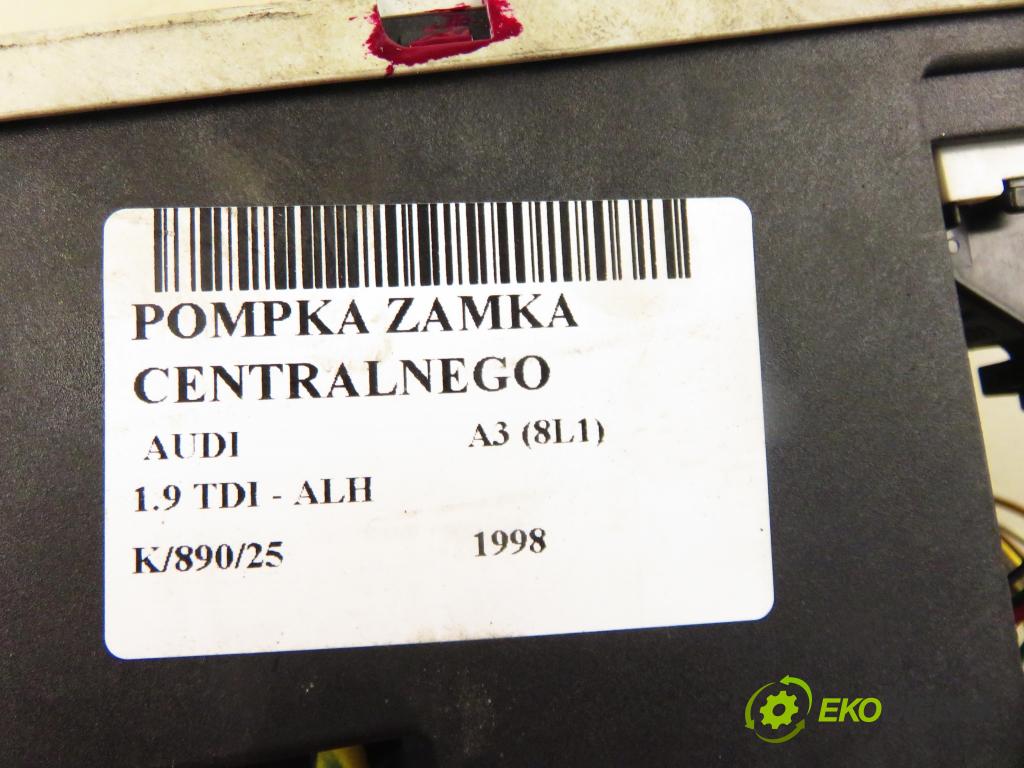 POMPKA ZAMKA
CENTRALNEGO
AUDI A3 (8L1)
1.9 TDI - ALH
K/890/25 1998
EKO